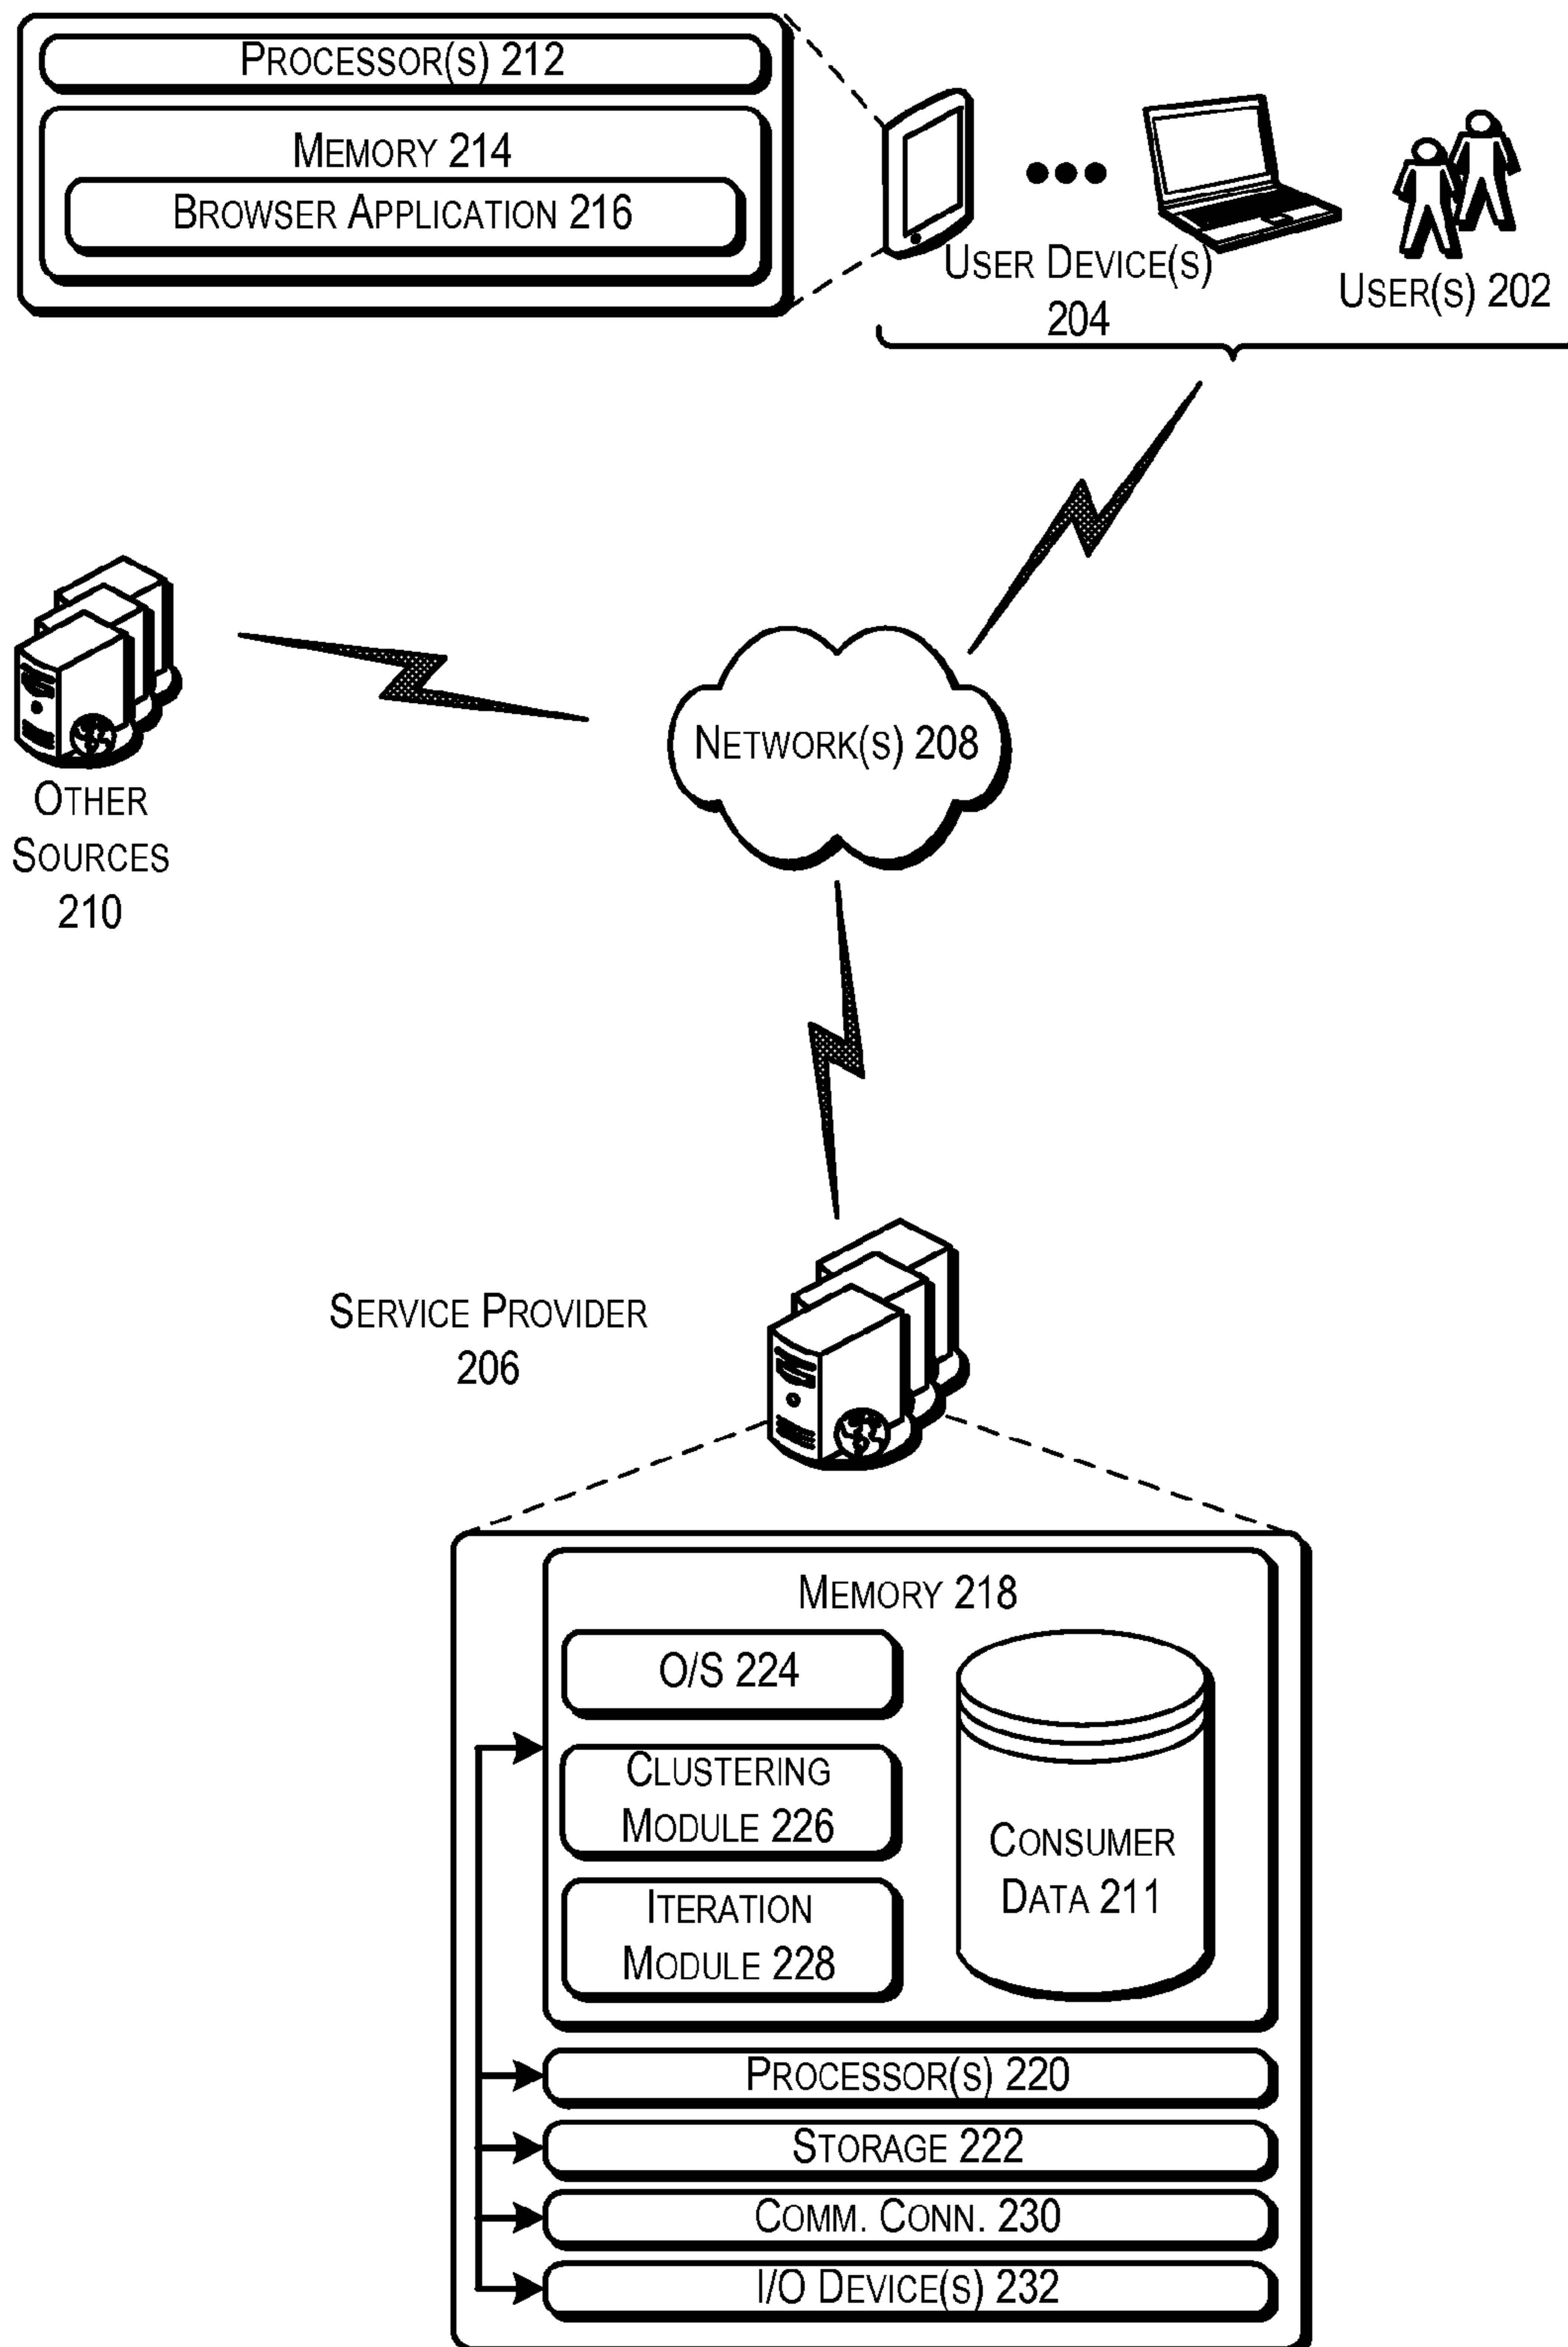 PROCESSOR(S) 212
MEMORY 214
BROWSER APPLICATION 216
USER DEVICE(S)
204
USER(S) 202
OTHER
SOURCES
210
NETWORK(S) 208
SERVICE PROVIDER
206
MEMORY 218
O/S 224
CLUSTERING
MODULE 226
ITERATION
MODULE 228
CONSUMER
DATA 211
PROCESSOR(S) 220
STORAGE 222
COMM. CONN. 230
I/O DEVICE(S) 232